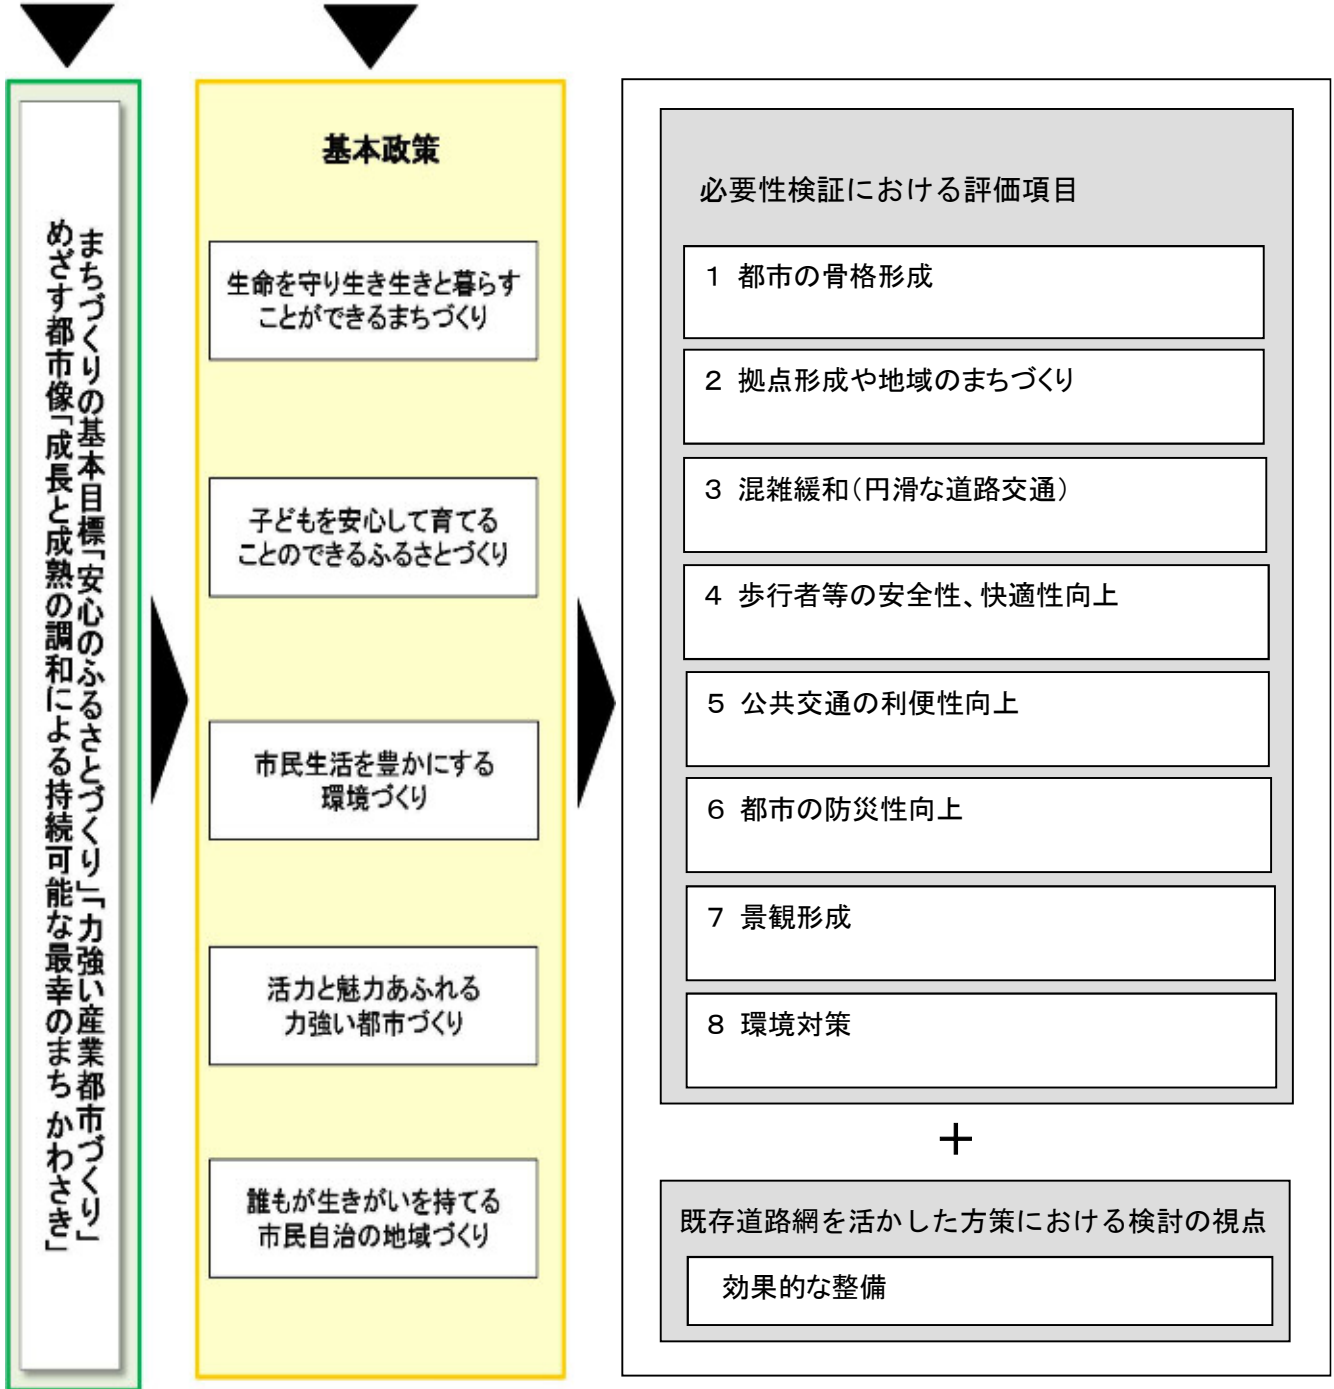 まちづくりの基本目標「安心のふるさとづくり」「力強い産業都市づくり」
めざす都市像「成長と成熟の調和による持続可能な最幸のまち かわさき」
基本政策
生命を守り生き生きと暮らす
ことができるまちづくり
子どもを安心して育てる
ことのできるふるさとづくり
市民生活を豊かにする
環境づくり
活力と魅力あふれる
力強い都市づくり
誰もが生きがいを持てる
市民自治の地域づくり
必要性検証における評価項目
1 都市の骨格形成
2 拠点形成や地域のまちづくり
3 混雑緩和(円滑な道路交通)
4 歩行者等の安全性、快適性向上
5 公共交通の利便性向上
6 都市の防災性向上
7 景観形成
8 環境対策
+
既存道路網を活かした方策における検討の視点
効果的な整備